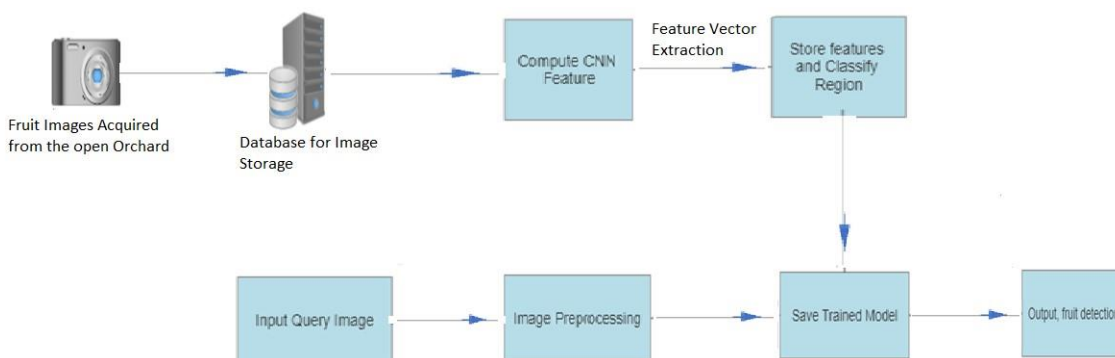 Fruit Images Acquired
from the open Orchard
Database for Image
Storage
Compute CNN
Feature
Feature Vector
Extraction
Store features
and Classify
Region
Input Query Image
Image Preprocessing
Save Trained Model
Output, fruit detection